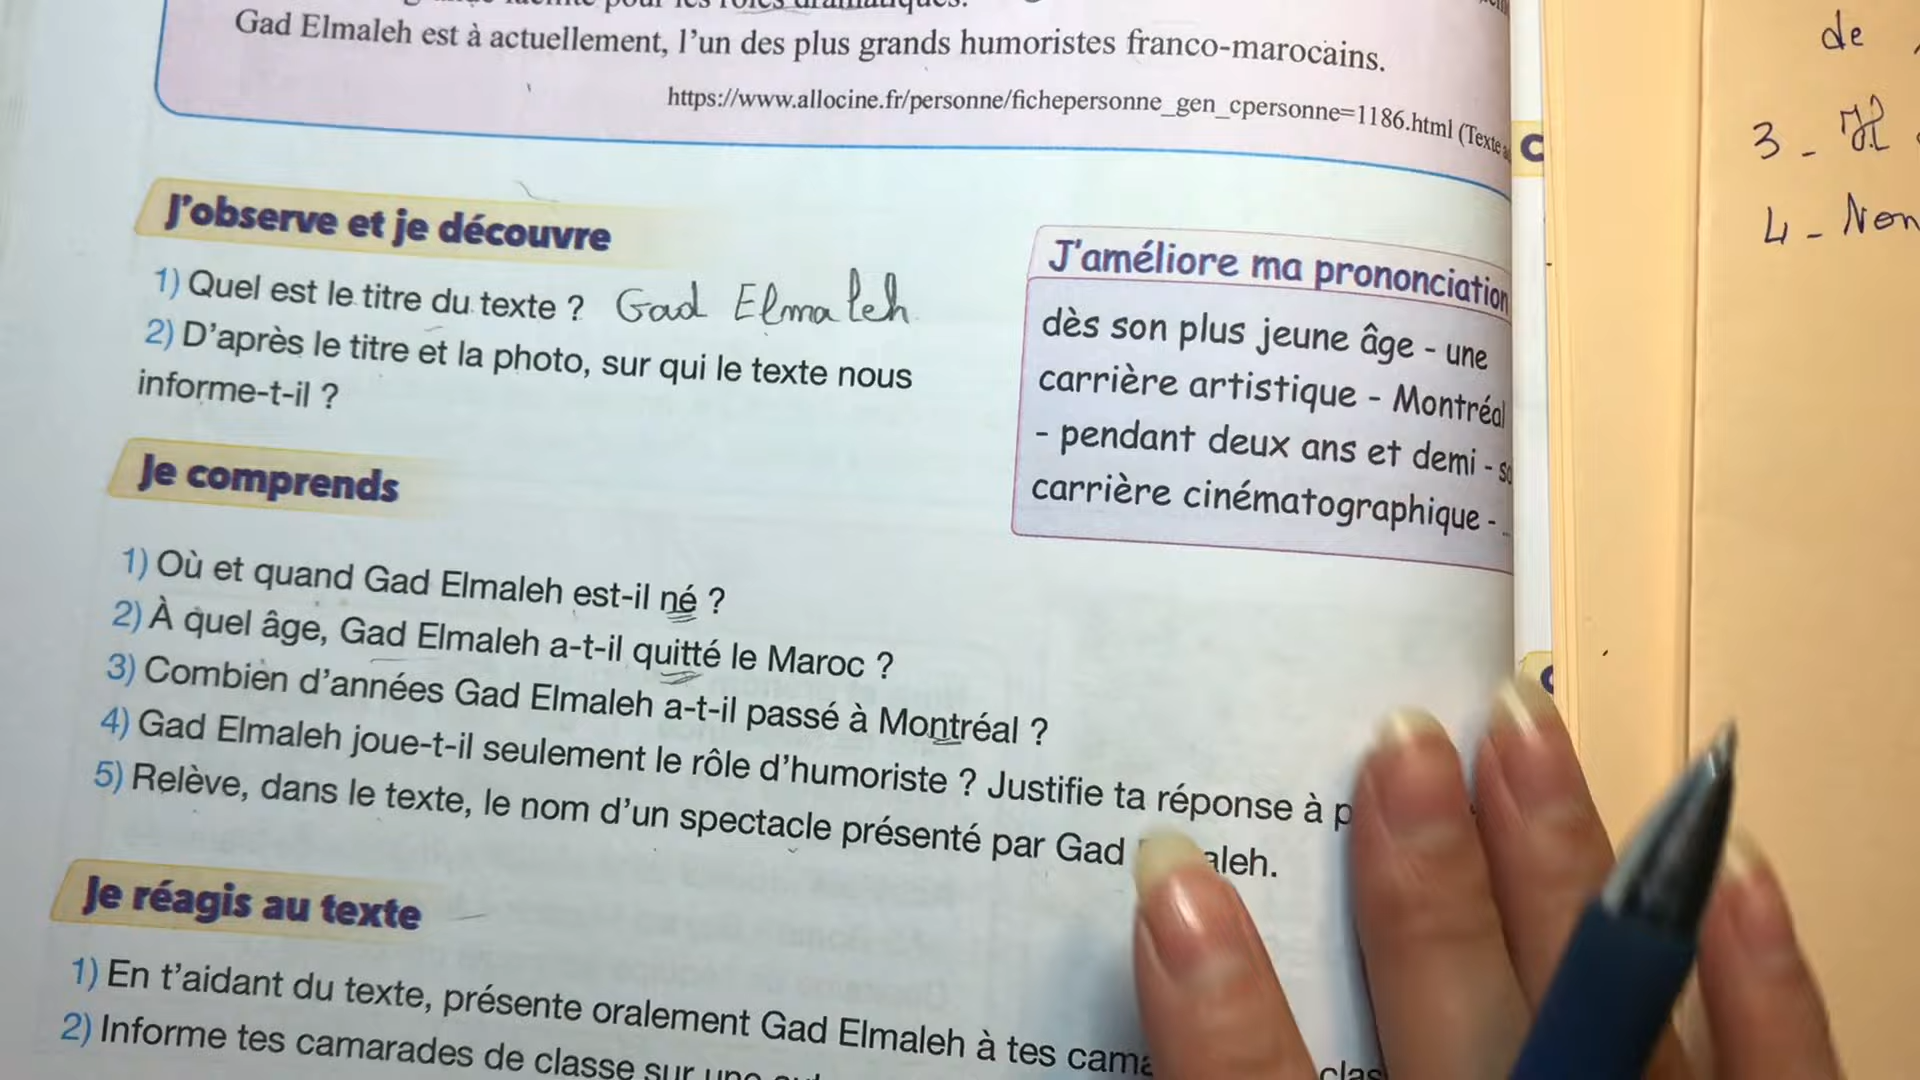 pour les rôles dramatiques.
Gad Elmaleh est à actuellement, l'un des plus grands humoristes franco-marocains.
https://www.allocine.fr/personne/fichepersonne_gen_cpersonne=1186.html (Texte
J'observe et je découvre
1) Quel est le titre du texte ? Gad Elmaleh
2) D'après le titre et la photo, sur qui le texte nous
informe-t-il ?
J'améliore ma prononciation
dès son plus jeune âge - une
carrière artistique - Montréal
- pendant deux ans et demi -
carrière cinématographique -
Je comprends
1) Où et quand Gad Elmaleh est-il né ?
2) À quel âge, Gad Elmaleh a-t-il quitté le Maroc ?
3) Combien d'années Gad Elmaleh a-t-il passé à Montréal ?
4) Gad Elmaleh joue-t-il seulement le rôle d'humoriste ? Justifie ta réponse à
5) Relève, dans le texte, le nom d'un spectacle présenté par Gad aleh.
Je réagis au texte
1) En t'aidant du texte, présente oralement Gad Elmaleh à tes
2) Informe tes camarades de classe sur
de
3 -
4 - Non